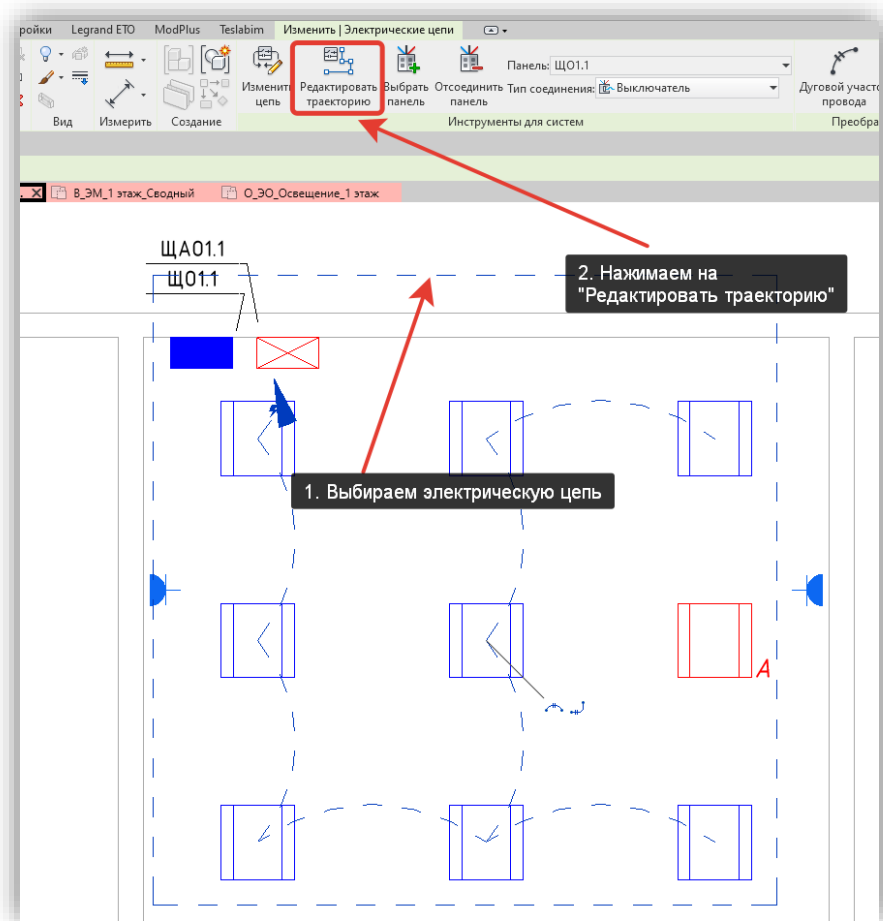 ройки Legrand ETO ModPlus Teslabim Изменить | Электрические цепи
Изменить цепь
Редактировать траекторию
Выбрать панель
Отсоединить панель
Панель: ЩО1.1
Тип соединения: Выключатель
Дуговой участо
провода
Вид Измерить Создание Инструменты для систем Преобра
В_ЭМ_1 этаж_Сводный О_ЭО_Освещение_1 этаж
ЩАО1.1
ЩО1.1
2. Нажимаем на
"Редактировать траекторию"
1. Выбираем электрическую цепь
А